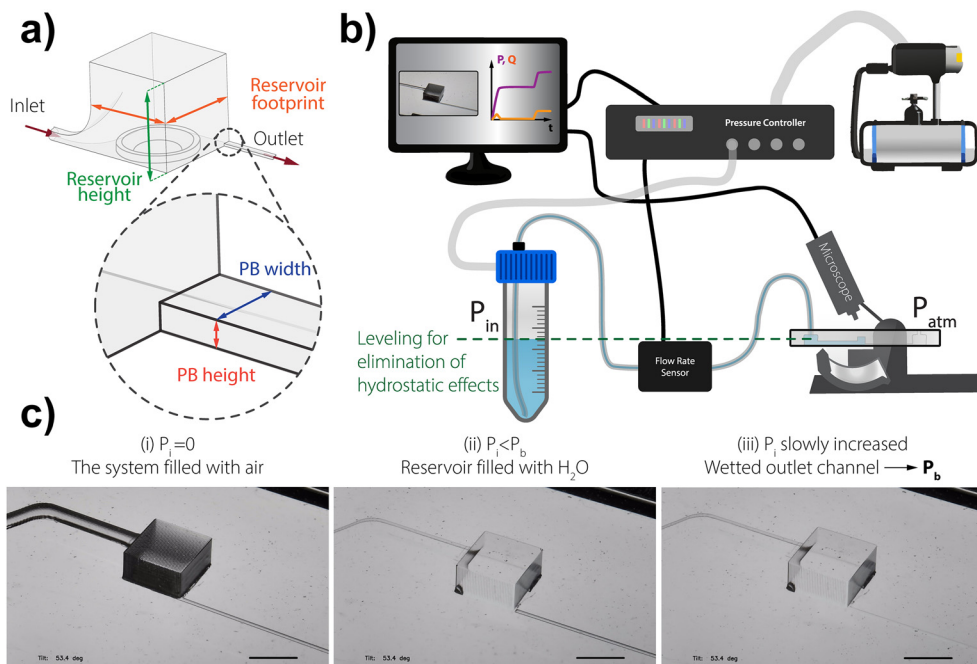 a)
Inlet
Reservoir
footprint
Outlet
Reservoir
height
PB width
PB height
b)
P, Q
t
Pressure Controller
Microscope
P_in
P_atm
Leveling for
elimination of
hydrostatic effects
Flow Rate
Sensor
c)
(i) P_i=0
The system filled with air
(ii) P_i<P_b
Reservoir filled with H₂O
(iii) P_i slowly increased
Wetted outlet channel → P_b
Tilt: 53.4 deg
Tilt: 53.4 deg
Tilt: 53.4 deg